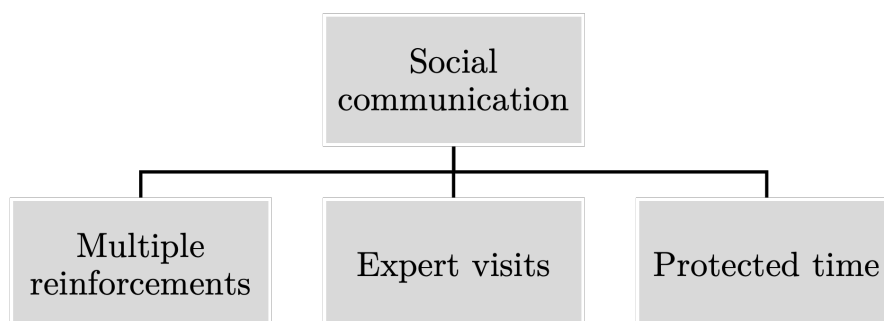 Social
communication
Multiple
reinforcements
Expert visits
Protected time